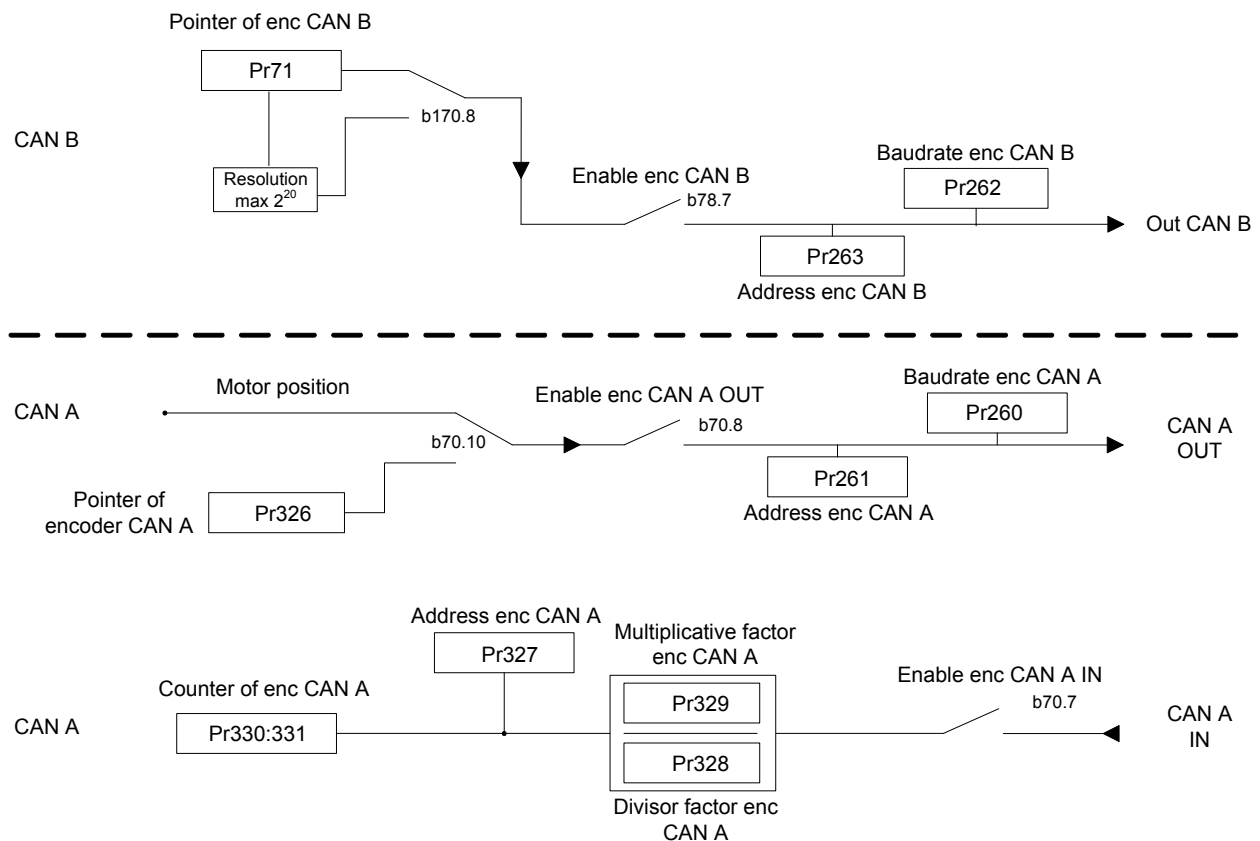 Pointer of enc CAN B
Pr71
b170.8
CAN B
Resolution
max 2²⁰
Enable enc CAN B
b78.7
Baudrate enc CAN B
Pr262
Out CAN B
Pr263
Address enc CAN B
CAN A
Motor position
b70.10
Enable enc CAN A OUT
b70.8
Baudrate enc CAN A
Pr260
CAN A
OUT
Pr261
Address enc CAN A
Pointer of
encoder CAN A
Pr326
Address enc CAN A
Pr327
Multiplicative factor
enc CAN A
Pr329
Pr328
Divisor factor enc
CAN A
Counter of enc CAN A
Pr330:331
CAN A
Enable enc CAN A IN
b70.7
CAN A
IN